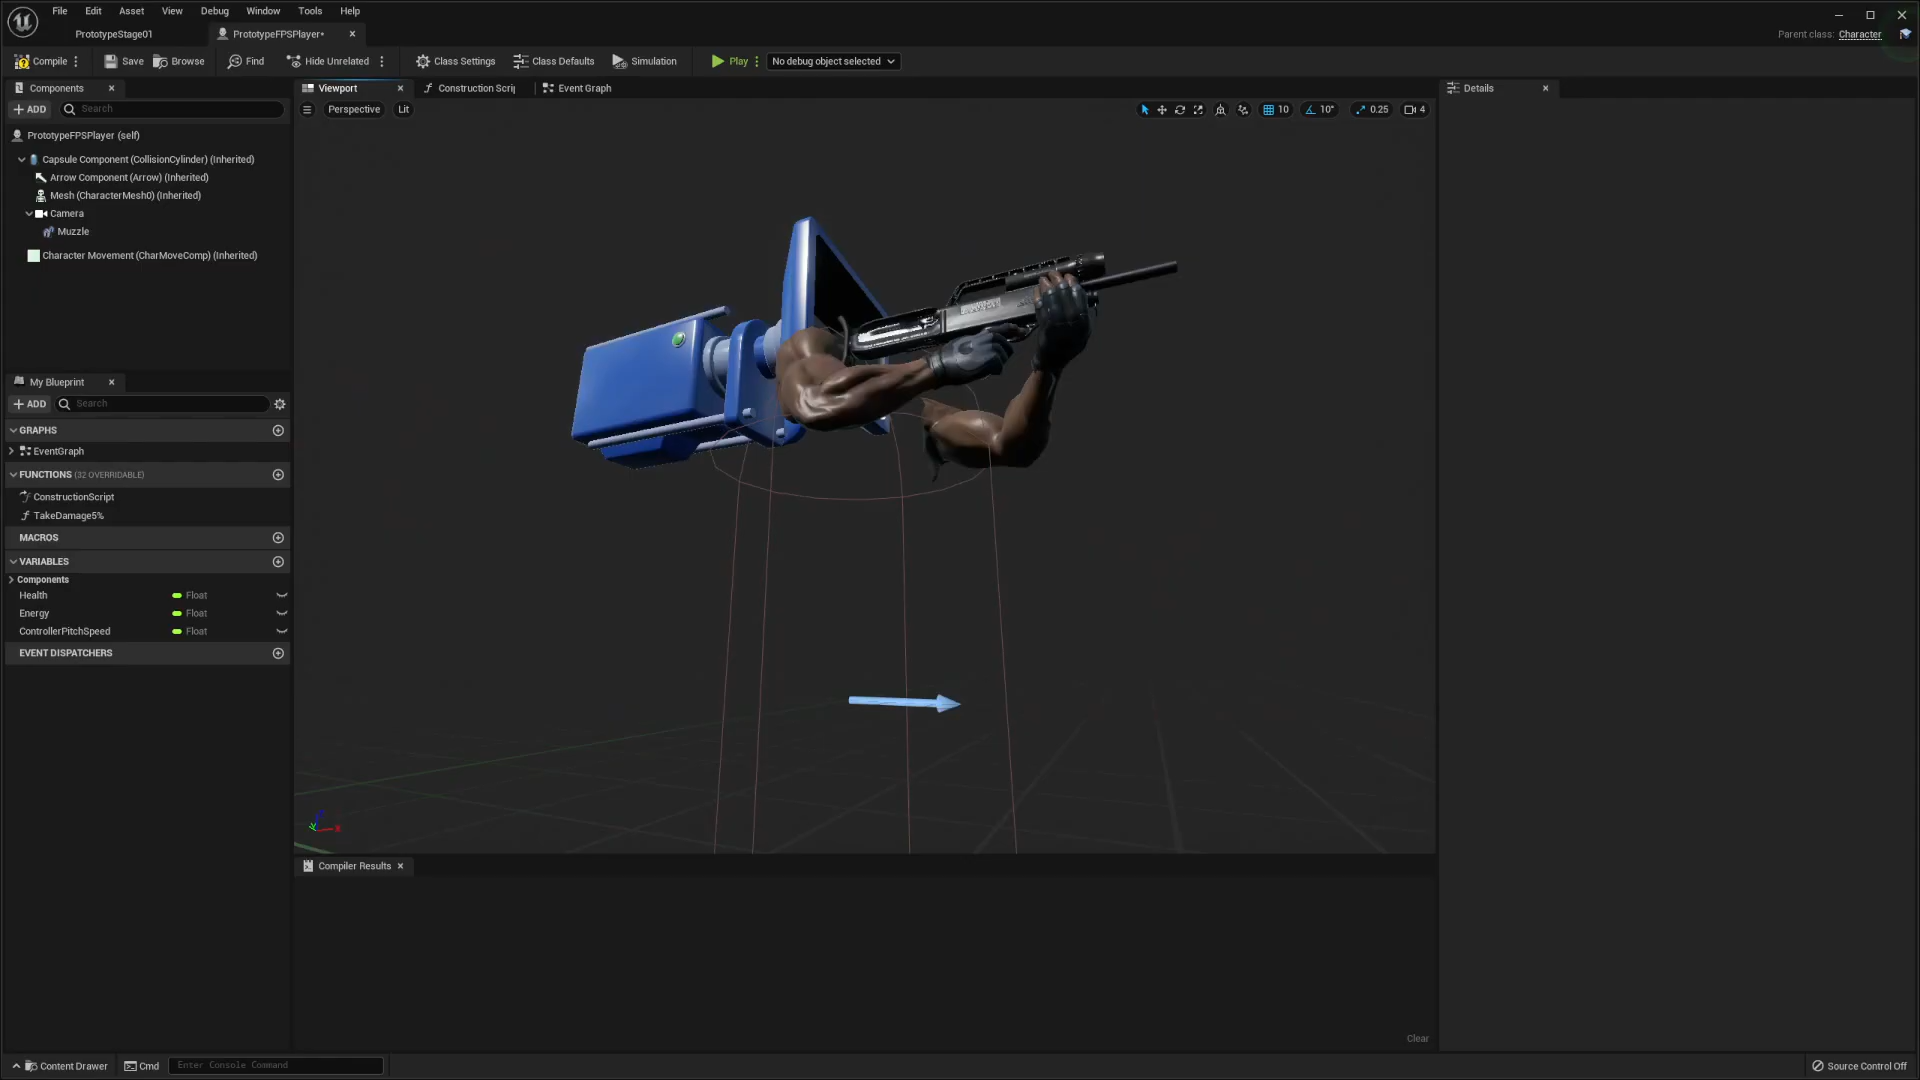 File Edit Asset View Debug Window Tools Help
PrototypeStage01
PrototypeFPSPlayer•
Parent class: Character
Compile
Save
Browse
Find
Hide Unrelated
Class Settings
Class Defaults
Simulation
Play
No debug object selected
Components
ADD
Search
PrototypeFPSPlayer (self)
Capsule Component (CollisionCylinder) (Inherited)
Arrow Component (Arrow) (Inherited)
Mesh (CharacterMesh0) (Inherited)
Camera
Muzzle
Character Movement (CharMoveComp) (Inherited)
My Blueprint
ADD
Search
GRAPHS
EventGraph
FUNCTIONS (32 OVERRIDABLE)
ConstructionScript
TakeDamage5%
MACROS
VARIABLES
Components
Health Float
Energy Float
ControllerPitchSpeed Float
EVENT DISPATCHERS
Viewport
Construction Scrip
Event Graph
Perspective
Lit
10
10°
0.25
4
X
Compiler Results
Clear
Details
Content Drawer
Cmd
Enter Console Command
Source Control Off